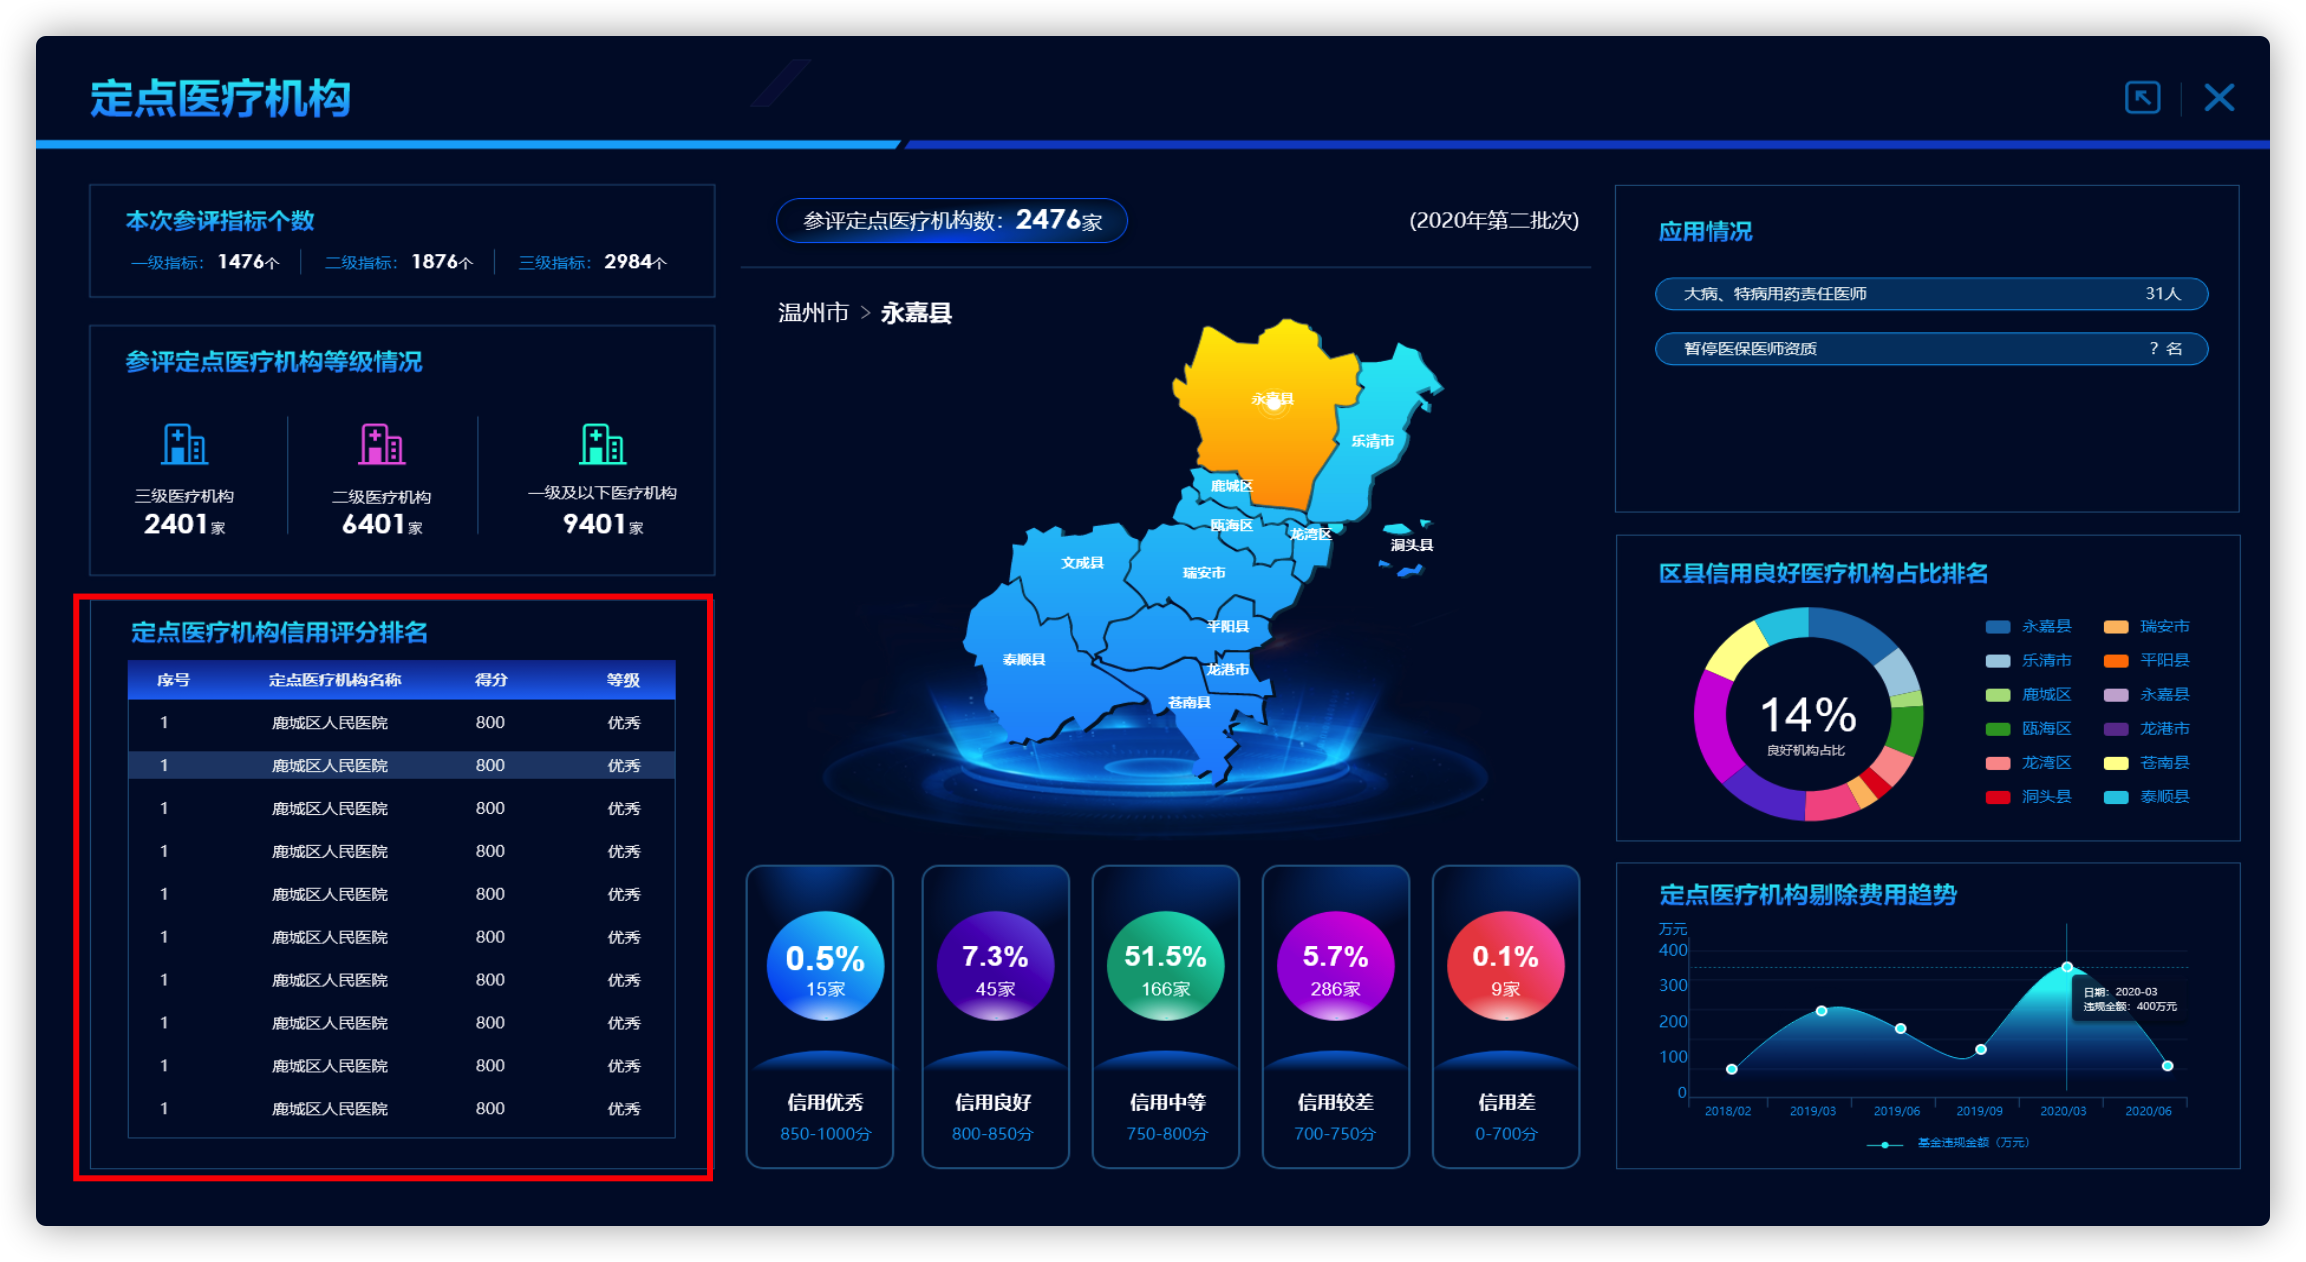 定点医疗机构
本次参评指标个数
一级指标： 1476个 二级指标： 1876个 三级指标： 2984个
参评定点医疗机构等级情况
三级医疗机构 二级医疗机构 一级及以下医疗机构
2401家 6401家 9401家
定点医疗机构信用评分排名
序号 定点医疗机构名称 得分 等级
1 鹿城区人民医院 800 优秀
1 鹿城区人民医院 800 优秀
1 鹿城区人民医院 800 优秀
1 鹿城区人民医院 800 优秀
1 鹿城区人民医院 800 优秀
1 鹿城区人民医院 800 优秀
1 鹿城区人民医院 800 优秀
1 鹿城区人民医院 800 优秀
1 鹿城区人民医院 800 优秀
1 鹿城区人民医院 800 优秀
参评定点医疗机构数：2476家 (2020年第二批次)
温州市 > 永嘉县
永嘉县
乐清市
鹿城区
瓯海区
龙湾区
洞头县
文成县
瑞安市
平阳县
泰顺县
龙港市
苍南县
0.5% 7.3% 51.5% 5.7% 0.1%
15家 45家 166家 286家 9家
信用优秀 信用良好 信用中等 信用较差 信用差
850-1000分 800-850分 750-800分 700-750分 0-700分
应用情况
大病、特病用药责任医师 31人
暂停医保医师资质 ？名
区县信用良好医疗机构占比排名
14%
良好机构占比
永嘉县 瑞安市
乐清市 平阳县
鹿城区 永嘉县
瓯海区 龙港市
龙湾区 苍南县
洞头县 泰顺县
定点医疗机构剔除费用趋势
万元
400
300
200
100
0
日期：2020-03
违规金额：400万元
2018/02 2019/03 2019/06 2019/09 2020/03 2020/06
基金违规金额（万元）